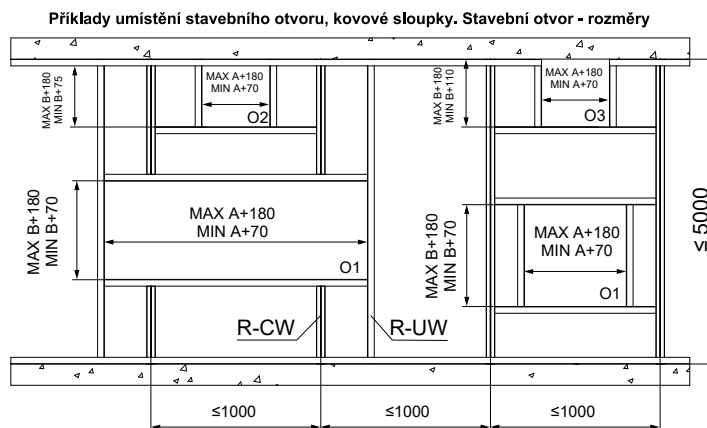 Příklady umístění stavebního otvoru, kovové sloupky. Stavební otvor - rozměry
MAX B+180
MIN B+75
MAX A+180
MIN A+70
O2
MAX B+180
MIN B+110
MAX A+180
MIN A+70
O3
MAX B+180
MIN B+70
MAX A+180
MIN A+70
O1
MAX B+180
MIN B+70
MAX A+180
MIN A+70
O1
≤5000
R-CW
R-UW
≤1000
≤1000
≤1000